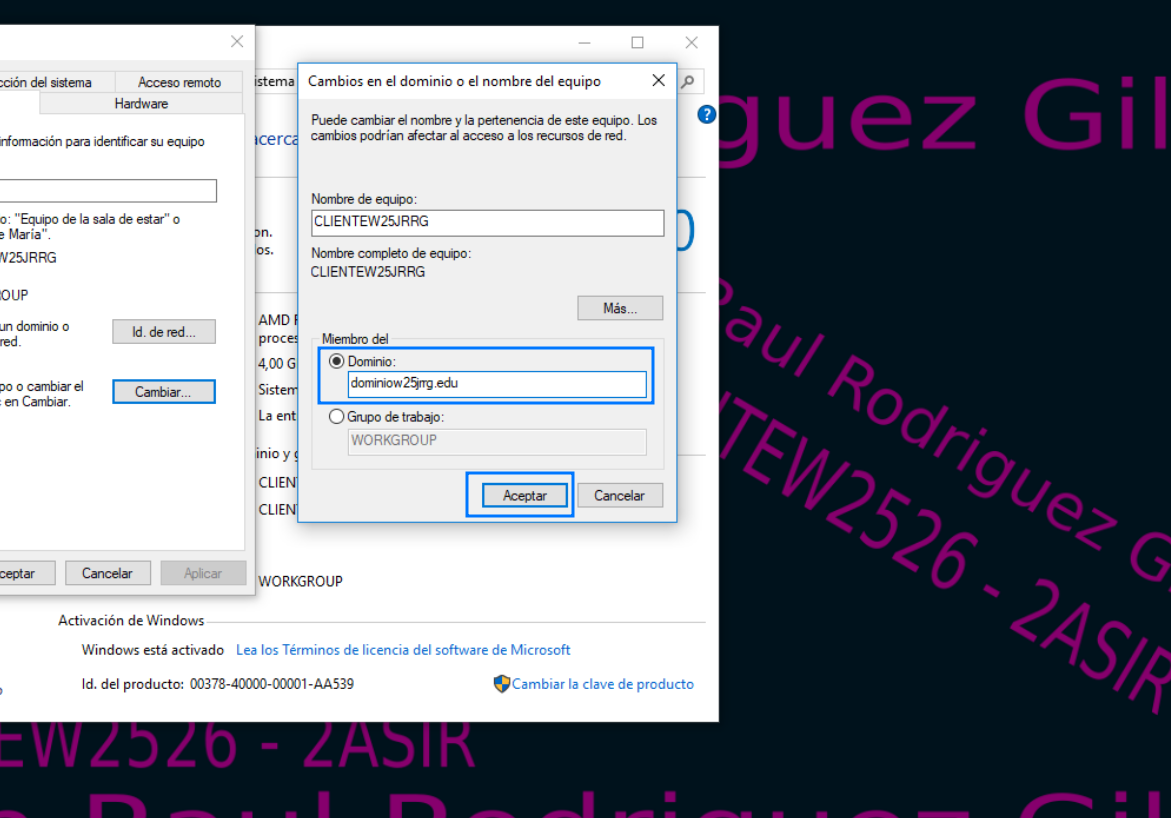 cción del sistema
Acceso remoto
Hardware
información para identificar su equipo
o: "Equipo de la sala de estar" o
e María".
W25JRRG
OUP
un dominio o
red.
Id. de red...
po o cambiar el
c en Cambiar.
Cambiar...
ceptar
Cancelar
Aplicar
istema
acerca
on.
os.
AMD
proces
4,00 G
Sistem
La ent
inio y g
CLIEN
CLIEN
WORKGROUP
Activación de Windows
Windows está activado Lea los Términos de licencia del software de Microsoft
Id. del producto: 00378-40000-00001-AA539
Cambiar la clave de producto
Cambios en el dominio o el nombre del equipo
Puede cambiar el nombre y la pertenencia de este equipo. Los
cambios podrían afectar al acceso a los recursos de red.
Nombre de equipo:
CLIENTEW25JRRG
Nombre completo de equipo:
CLIENTEW25JRRG
Más...
Miembro del
Dominio:
dominiow25jrrg.edu
Grupo de trabajo:
WORKGROUP
Aceptar
Cancelar
guez Gil
Raul Rodriguez G
TEW2526 - 2ASIR
EW2526 - 2ASIR
Raul Rodriguez Gil